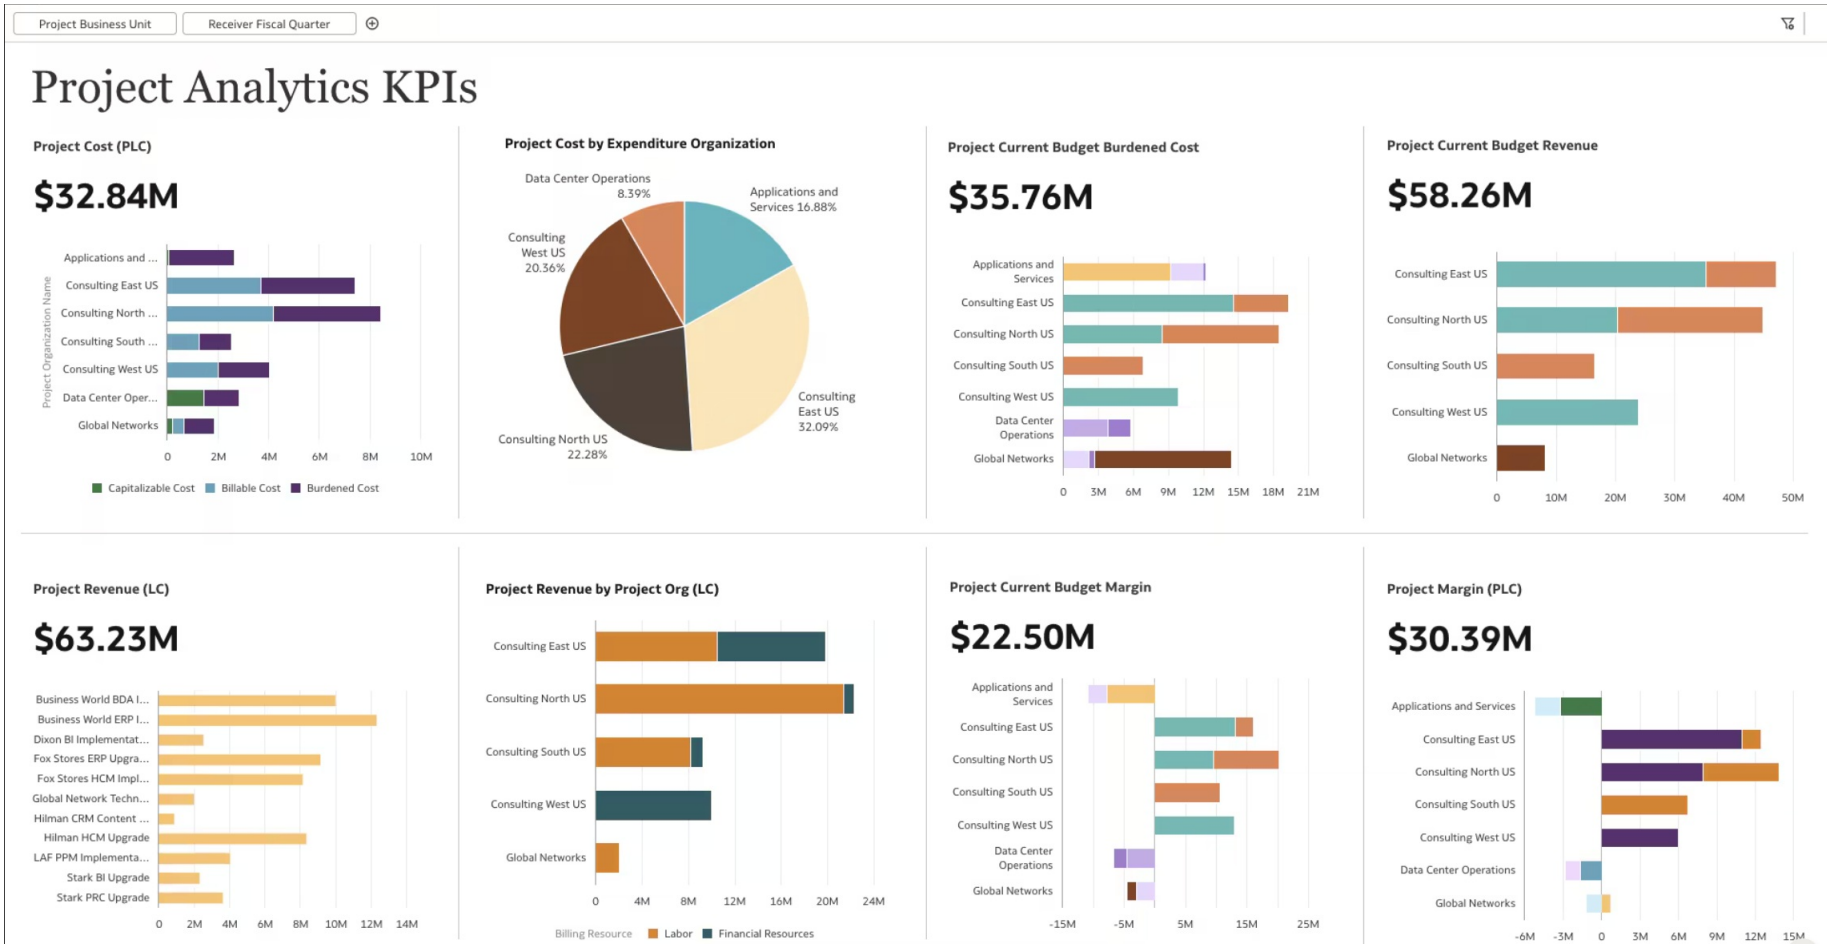 Project Business Unit
Receiver Fiscal Quarter
Project Analytics KPIs
Project Cost (PLC)
$32.84M
Project Organization Name
Applications and ...
Consulting East US
Consulting North ...
Consulting South ...
Consulting West US
Data Center Oper...
Global Networks
0 2M 4M 6M 8M 10M
Capitalizable Cost Billable Cost Burdened Cost
Project Cost by Expenditure Organization
Data Center Operations
8.39%
Applications and
Services 16.88%
Consulting
West US
20.36%
Consulting
East US
32.09%
Consulting North US
22.28%
Project Current Budget Burdened Cost
$35.76M
Applications and
Services
Consulting East US
Consulting North US
Consulting South US
Consulting West US
Data Center
Operations
Global Networks
0 3M 6M 9M 12M 15M 18M 21M
Project Current Budget Revenue
$58.26M
Consulting East US
Consulting North US
Consulting South US
Consulting West US
Global Networks
0 10M 20M 30M 40M 50M
Project Revenue (LC)
$63.23M
Business World BDA I...
Business World ERP I...
Dixon BI Implementat...
Fox Stores ERP Upgra...
Fox Stores HCM Impl...
Global Network Techn...
Hilman CRM Content ...
Hilman HCM Upgrade
LAF PPM Implementa...
Stark BI Upgrade
Stark PRC Upgrade
0 2M 4M 6M 8M 10M 12M 14M
Project Revenue by Project Org (LC)
Consulting East US
Consulting North US
Consulting South US
Consulting West US
Global Networks
0 4M 8M 12M 16M 20M 24M
Billing Resource Labor Financial Resources
Project Current Budget Margin
$22.50M
Applications and
Services
Consulting East US
Consulting North US
Consulting South US
Consulting West US
Data Center
Operations
Global Networks
-15M -5M 5M 15M 25M
Project Margin (PLC)
$30.39M
Applications and Services
Consulting East US
Consulting North US
Consulting South US
Consulting West US
Data Center Operations
Global Networks
-6M -3M 0 3M 6M 9M 12M 15M